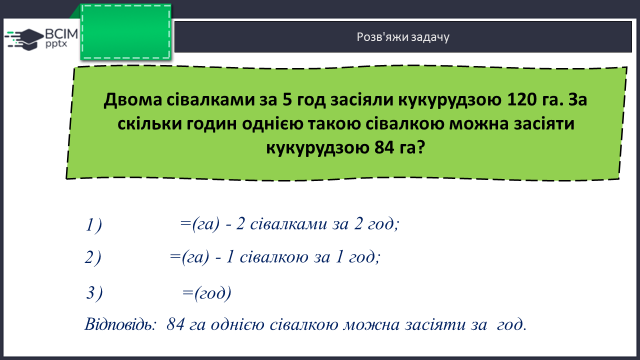 BCIM
pptx
Розв'яжи задачу
Двома сівалками за 5 год засіяли кукурудзою 120 га. За
скільки годин однією такою сівалкою можна засіяти
кукурудзою 84 га?
1) =(га) - 2 сівалками за 2 год;
2) =(га) - 1 сівалкою за 1 год;
3) =(год)
Відповідь: 84 га однією сівалкою можна засіяти за год.